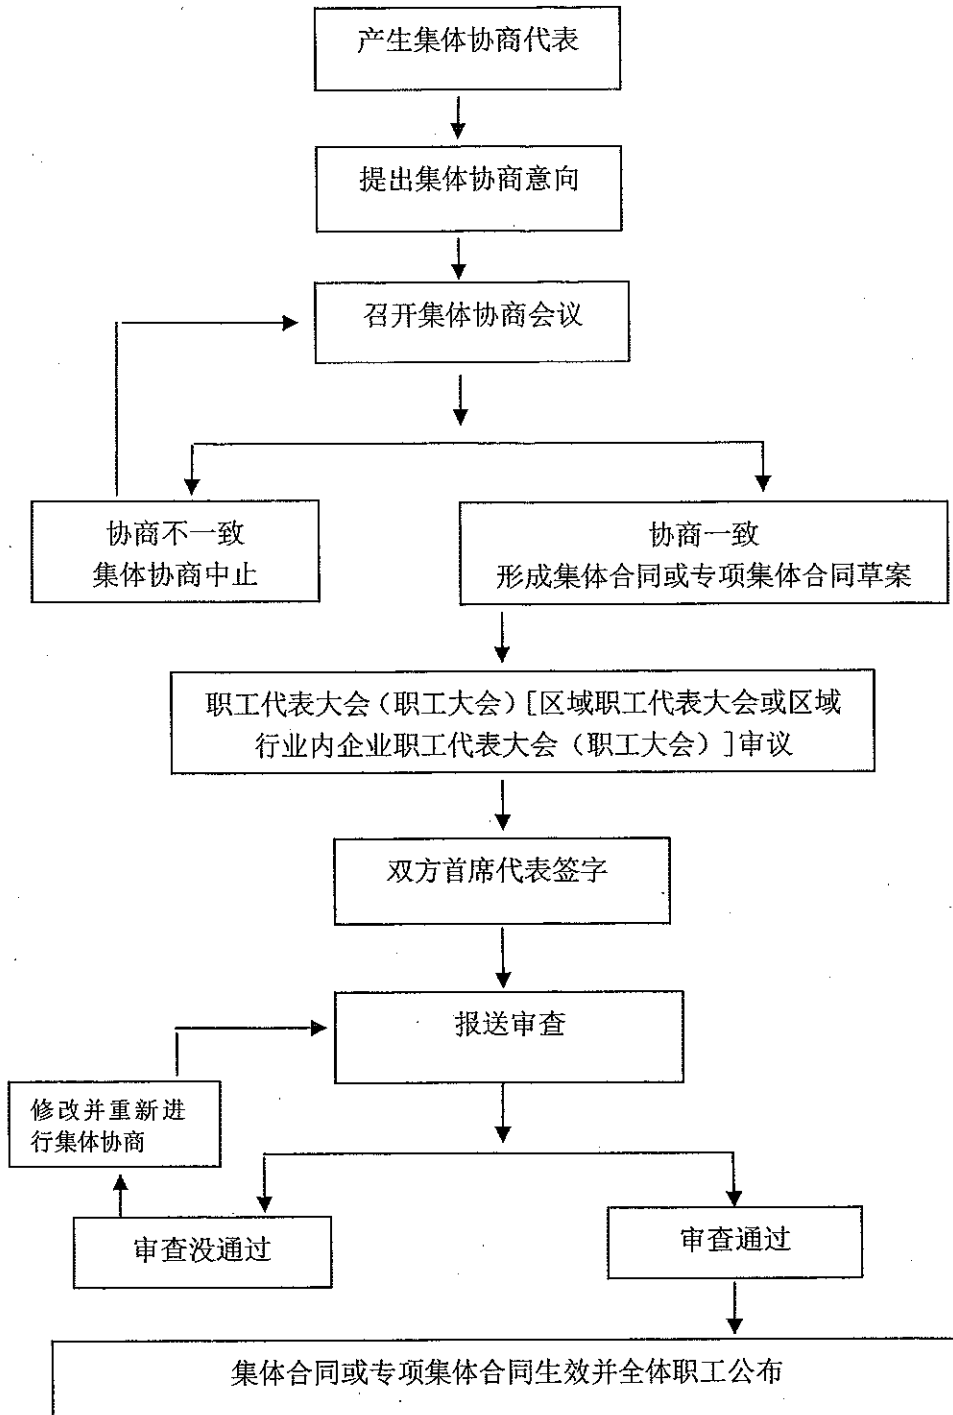 产生集体协商代表
提出集体协商意向
召开集体协商会议
协商不一致
集体协商中止
协商一致
形成集体合同或专项集体合同草案
职工代表大会（职工大会）[区域职工代表大会或区域
行业内企业职工代表大会（职工大会）]审议
双方首席代表签字
报送审查
修改并重新进
行集体协商
审查没通过
审查通过
集体合同或专项集体合同生效并全体职工公布